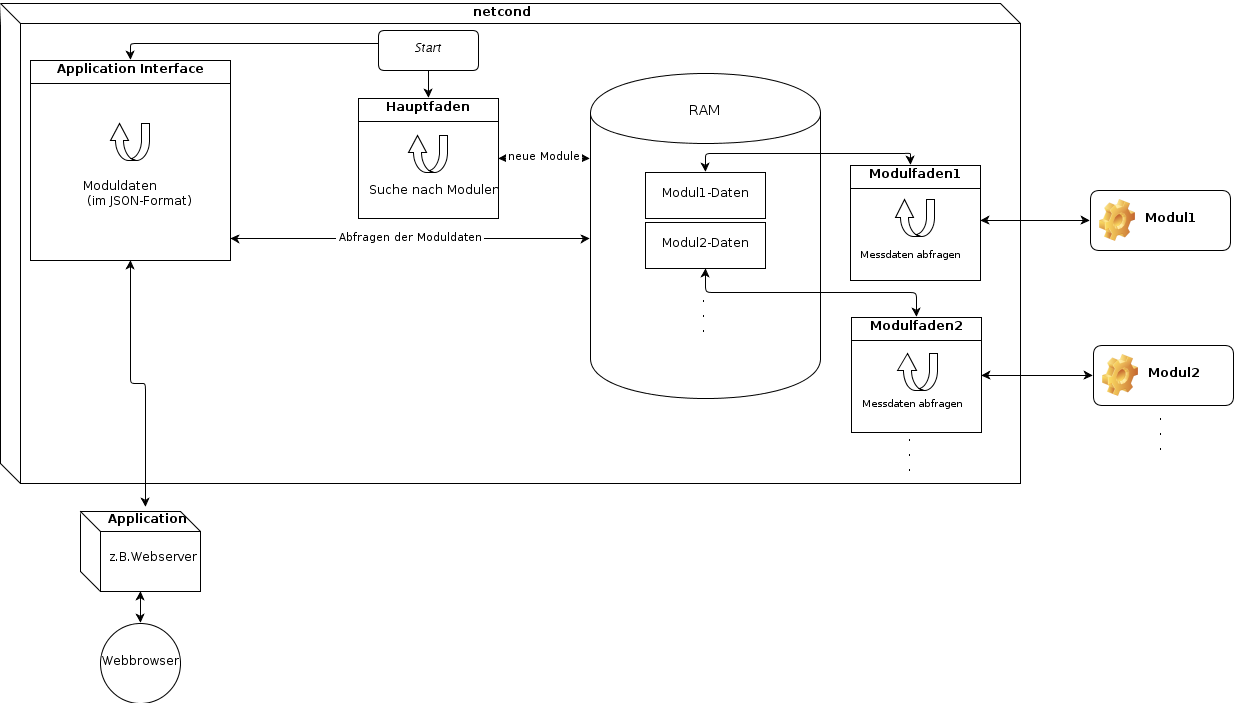 netcond
Start
Application Interface
Moduldaten
(im JSON-Format)
Hauptfaden
Suche nach Modulen
neue Module
Abfragen der Moduldaten
RAM
Modul1-Daten
Modul2-Daten
.
.
.
Modulfaden1
Messdaten abfragen
Modul1
Modulfaden2
Messdaten abfragen
.
.
.
Modul2
.
.
.
Application
z.B.Webserver
Webbrowser